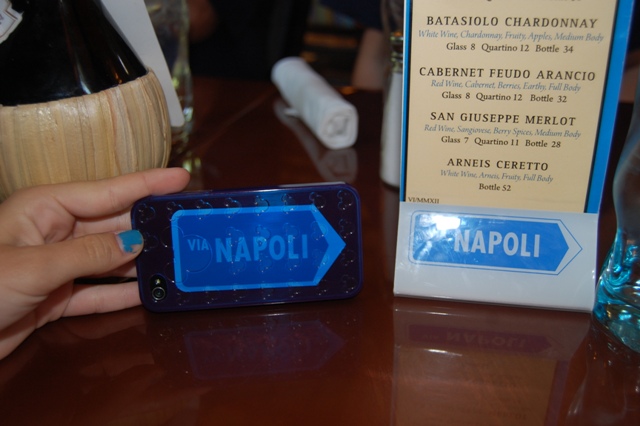 BATASIOLO CHARDONNAY
White Wine, Chardonnay, Fruity, Apples, Medium Body
Glass 8 Quartino 12 Bottle 34
CABERNET FEUDO ARANCIO
Red Wine, Cabernet, Berries, Earthy, Full Body
Glass 8 Quartino 12 Bottle 32
SAN GIUSEPPE MERLOT
Red Wine, Sangiovese, Berry Spices, Medium Body
Glass 7 Quartino 11 Bottle 28
ARNEIS CERETTO
White Wine, Arneis, Fruity, Full Body
Bottle 52
VI/MMXII
VIA NAPOLI
NAPOLI